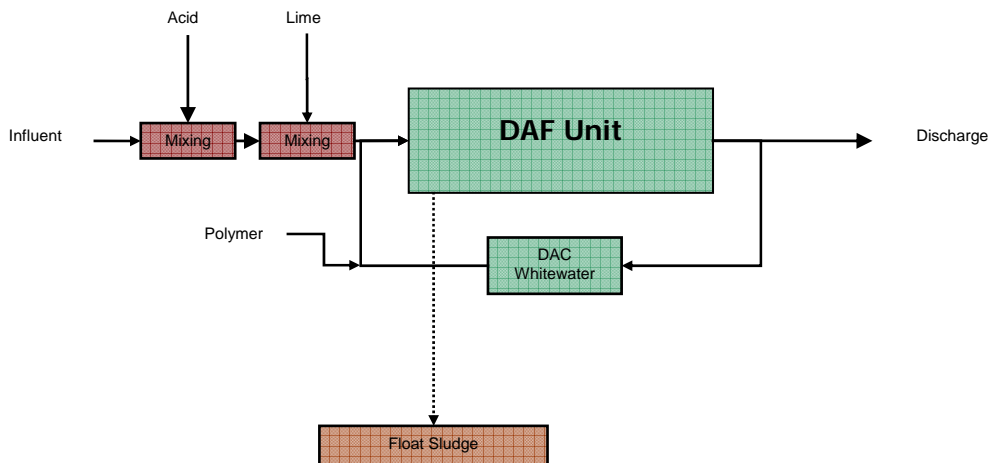 Acid
Lime
Influent
Mixing
Mixing
DAF Unit
Discharge
Polymer
DAC
Whitewater
Float Sludge